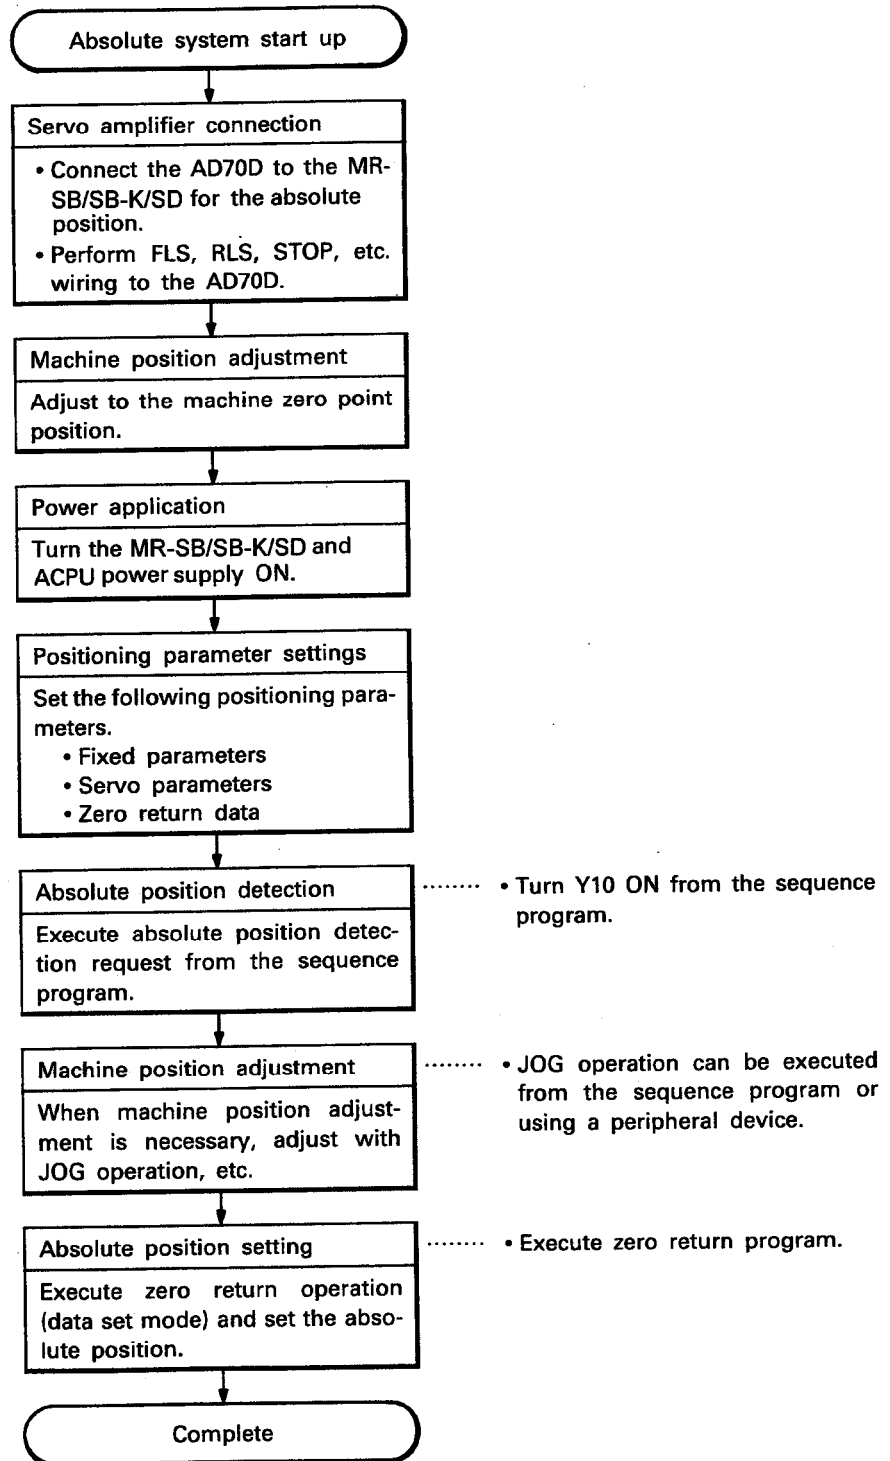 Absolute system start up
Servo amplifier connection
• Connect the AD70D to the MR-
SB/SB-K/SD for the absolute
position.
• Perform FLS, RLS, STOP, etc.
wiring to the AD70D.
Machine position adjustment
Adjust to the machine zero point
position.
Power application
Turn the MR-SB/SB-K/SD and
ACPU power supply ON.
Positioning parameter settings
Set the following positioning para-
meters.
• Fixed parameters
• Servo parameters
• Zero return data
Absolute position detection
Execute absolute position detec-
tion request from the sequence
program.
........ • Turn Y10 ON from the sequence
program.
Machine position adjustment
When machine position adjust-
ment is necessary, adjust with
JOG operation, etc.
........ • JOG operation can be executed
from the sequence program or
using a peripheral device.
Absolute position setting
Execute zero return operation
(data set mode) and set the abso-
lute position.
........ • Execute zero return program.
Complete